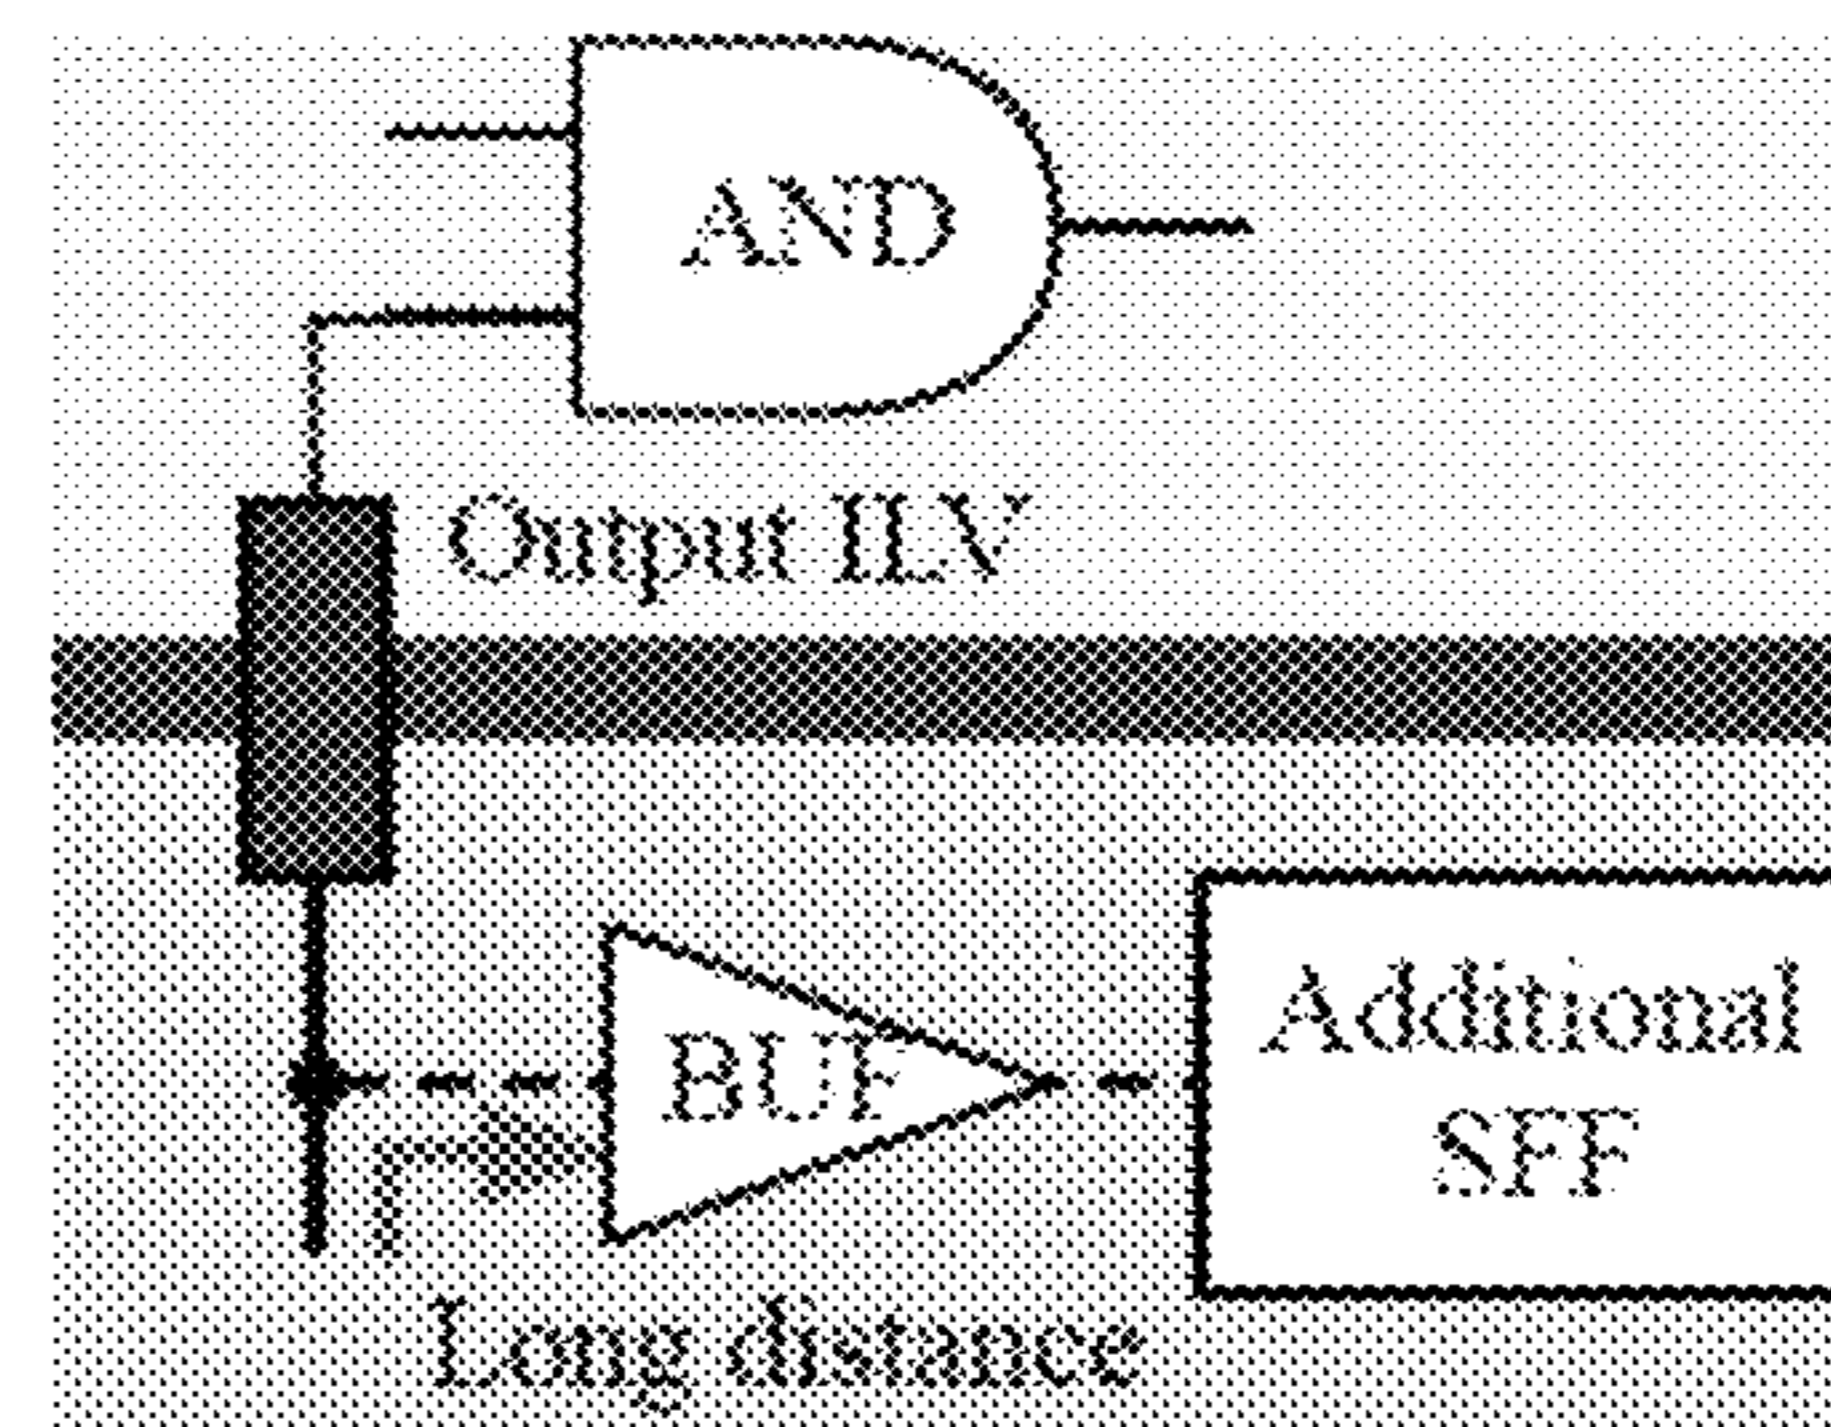 AND
Output ILV
BUF
Additional
SFF
Long distance